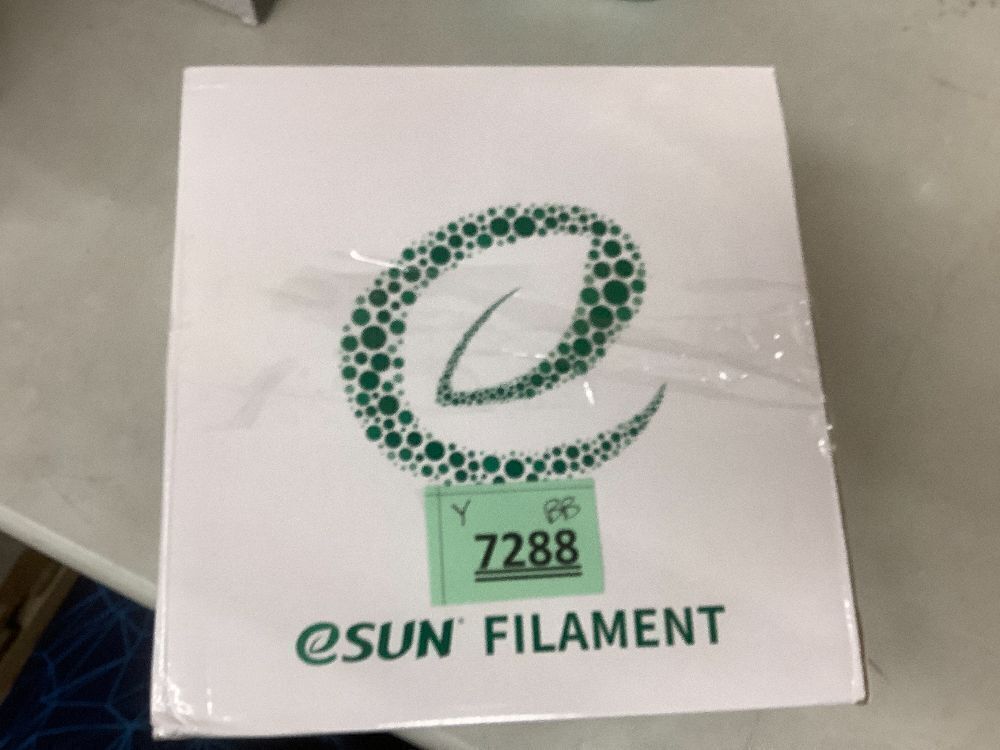 Y BB
7288
eSUN FILAMENT